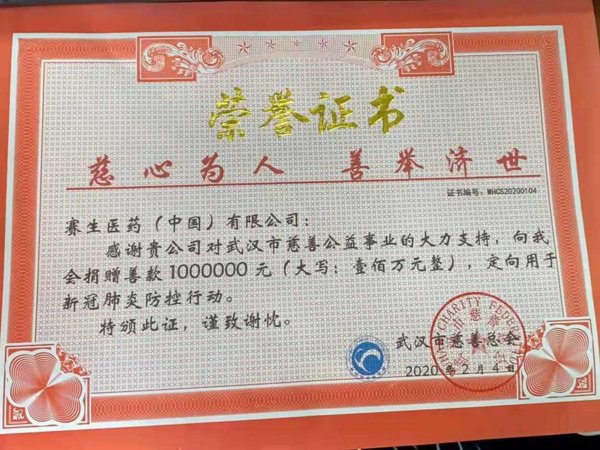 荣誉证书
慈心为人 善举济世
证书编号：WHCS20200104
赛生医药（中国）有限公司：
感谢贵公司对武汉市慈善公益事业的大力支持，向我
会捐赠善款1000000元（大写：壹佰万元整），定向用于
新冠肺炎防控行动。
特颁此证，谨致谢忱。
武汉市慈善总会
2020年2月4日